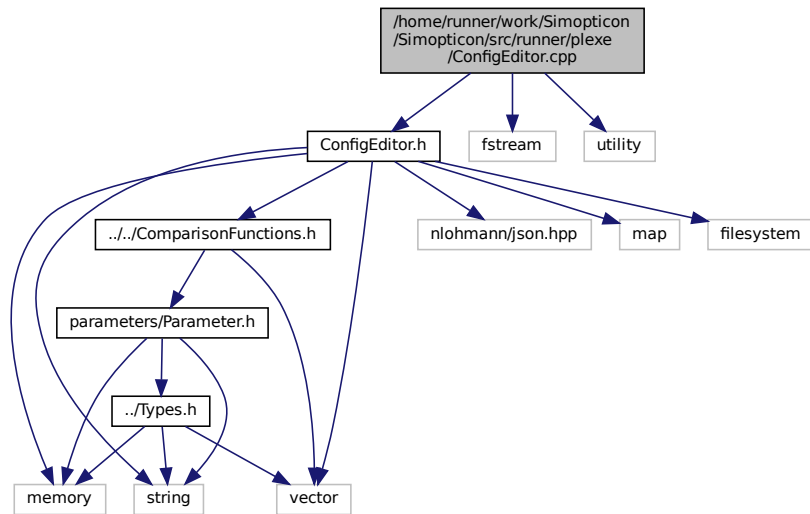 /home/runner/work/Simopticon
/Simopticon/src/runner/plexe
/ConfigEditor.cpp
ConfigEditor.h
fstream
utility
../../ComparisonFunctions.h
nlohmann/json.hpp
map
filesystem
parameters/Parameter.h
../Types.h
memory
string
vector